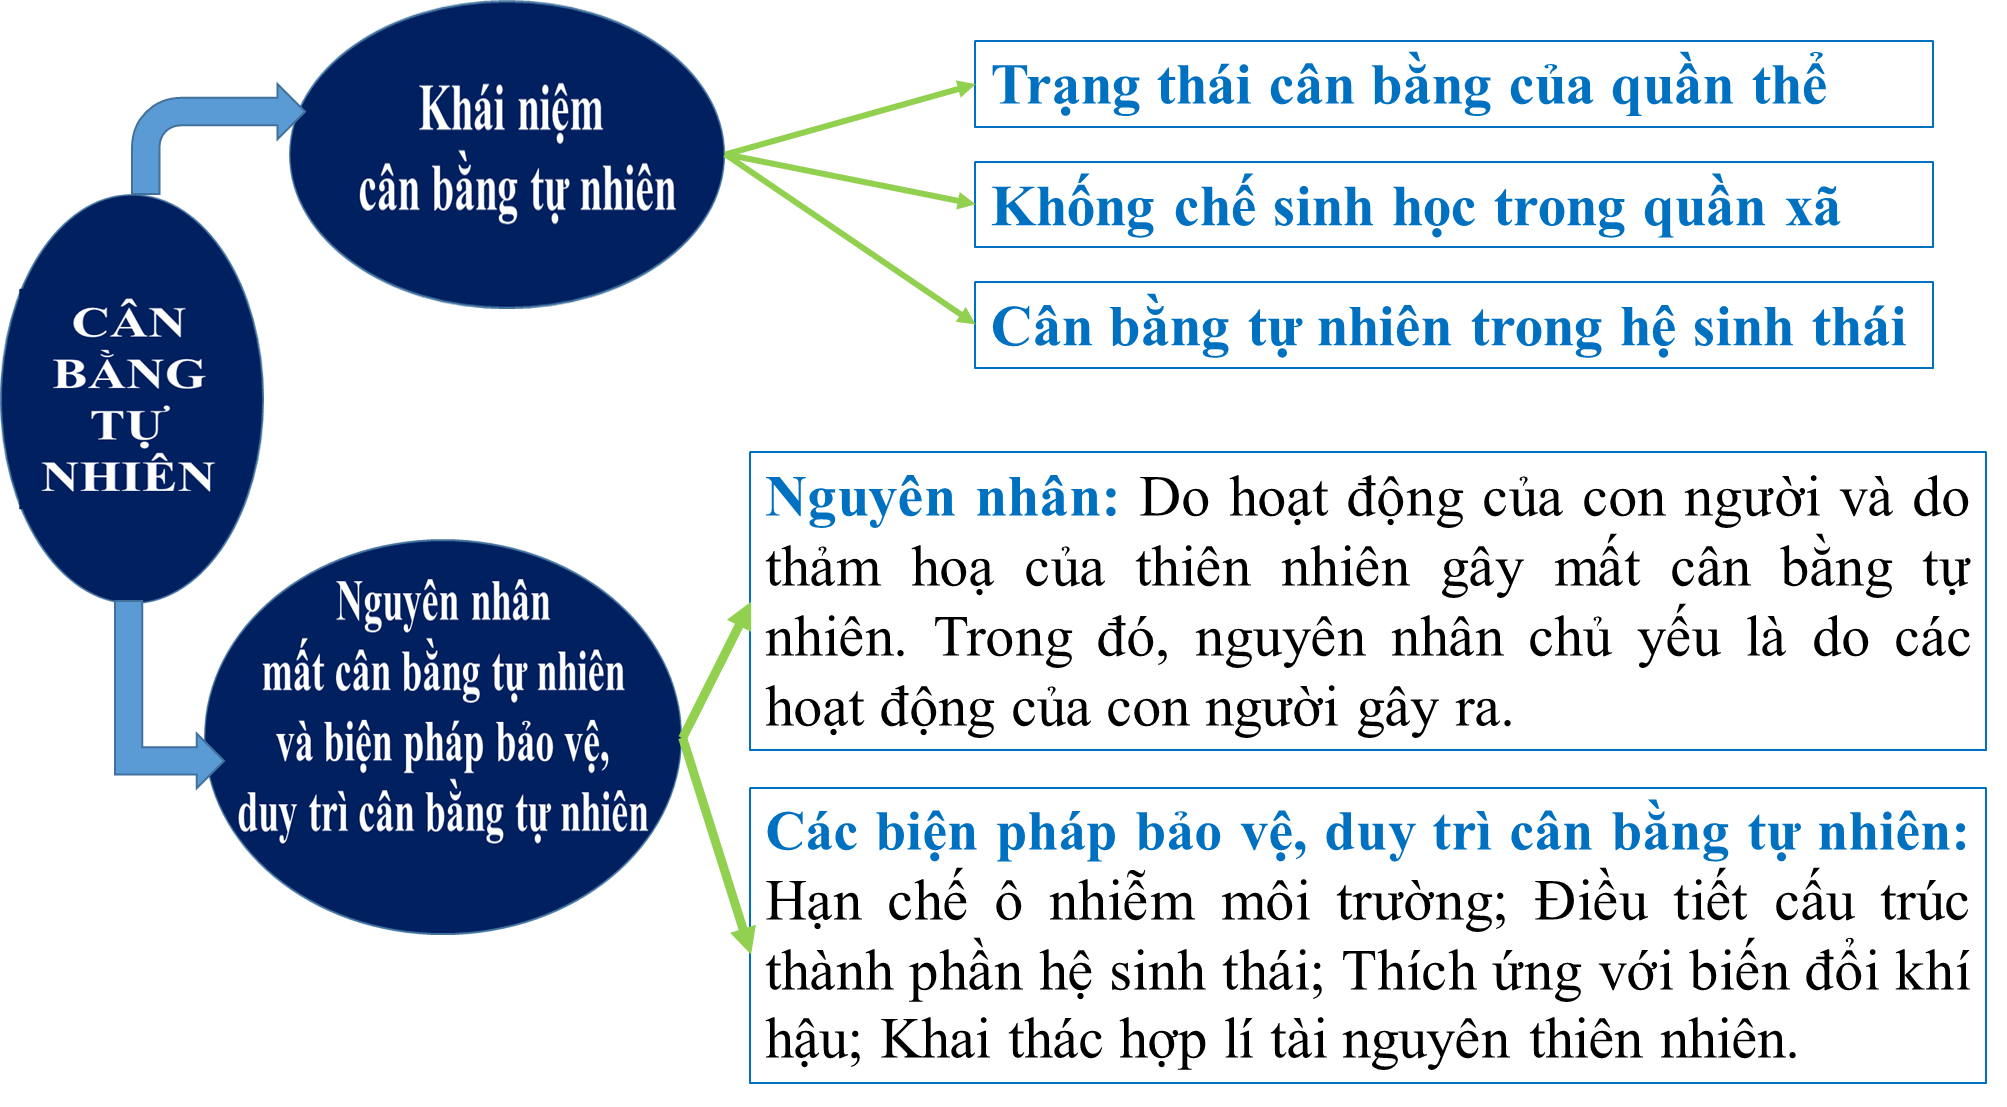 CÂN
BẰNG
TỰ
NHIÊN
Khái niệm
cân bằng tự nhiên
Trạng thái cân bằng của quần thể
Khống chế sinh học trong quần xã
Cân bằng tự nhiên trong hệ sinh thái
Nguyên nhân
mất cân bằng tự nhiên
và biện pháp bảo vệ,
duy trì cân bằng tự nhiên
Nguyên nhân: Do hoạt động của con người và do
thảm hoạ của thiên nhiên gây mất cân bằng tự
nhiên. Trong đó, nguyên nhân chủ yếu là do các
hoạt động của con người gây ra.
Các biện pháp bảo vệ, duy trì cân bằng tự nhiên:
Hạn chế ô nhiễm môi trường; Điều tiết cấu trúc
thành phần hệ sinh thái; Thích ứng với biến đổi khí
hậu; Khai thác hợp lí tài nguyên thiên nhiên.